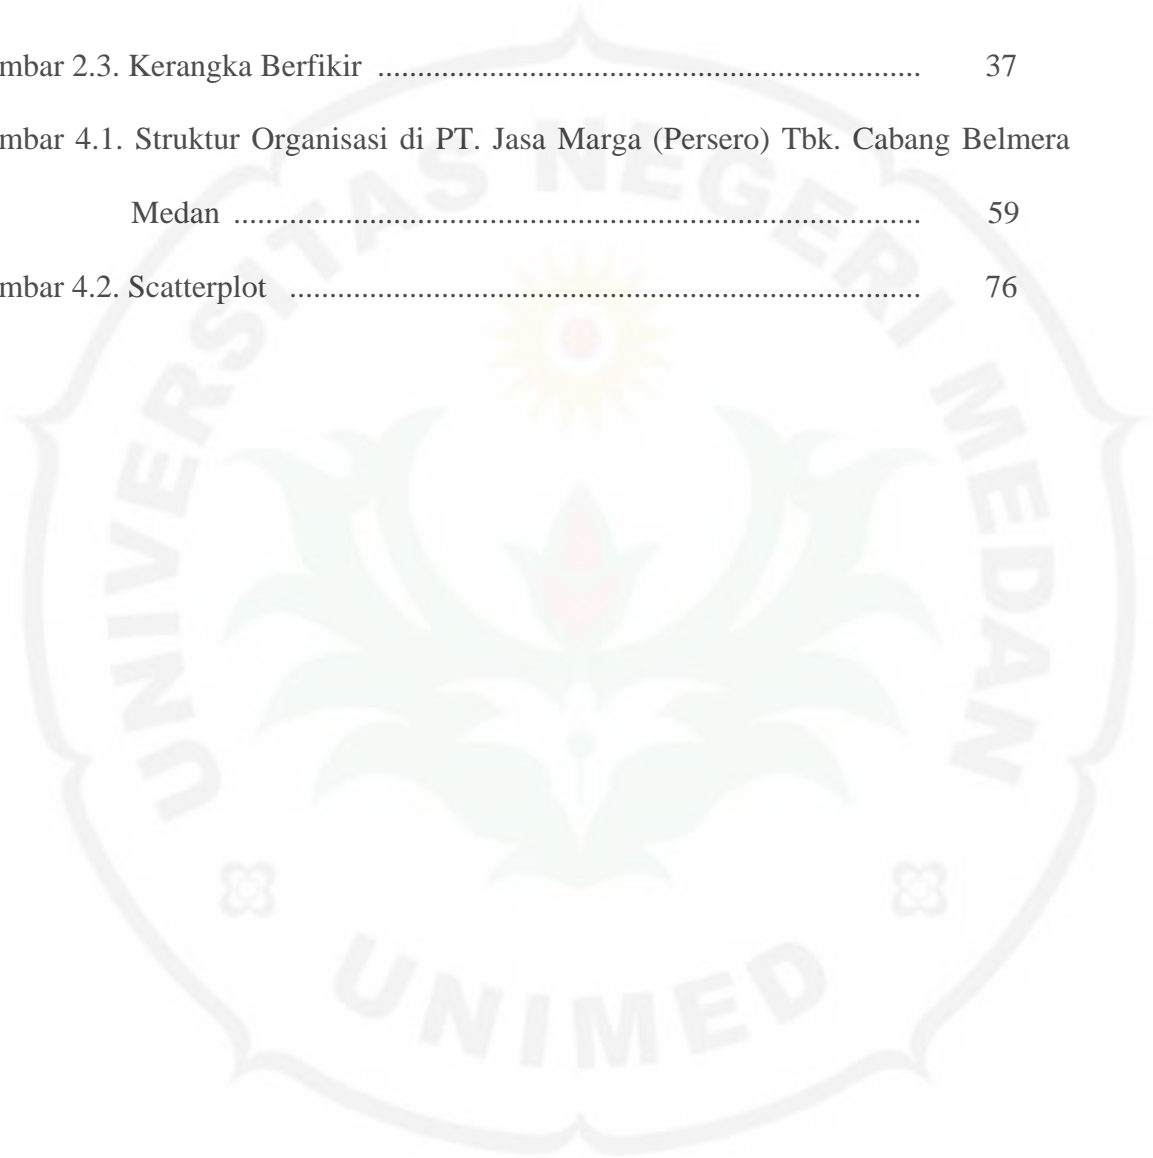 mbar 2.3. Kerangka Berfikir .................................................................... 37
mbar 4.1. Struktur Organisasi di PT. Jasa Marga (Persero) Tbk. Cabang Belmera
Medan ...................................................................................... 59
mbar 4.2. Scatterplot ............................................................................... 76
UNIVERSITAS NEGERI MEDAN
UNIMED